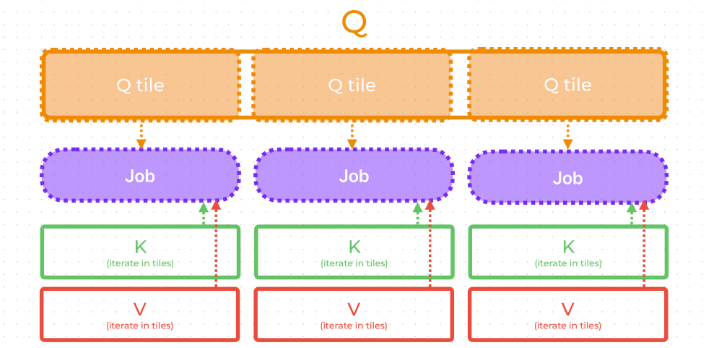 Q
Q tile
Q tile
Q tile
Job
Job
Job
K
(iterate in tiles)
K
(iterate in tiles)
K
(iterate in tiles)
V
(iterate in tiles)
V
(iterate in tiles)
V
(iterate in tiles)